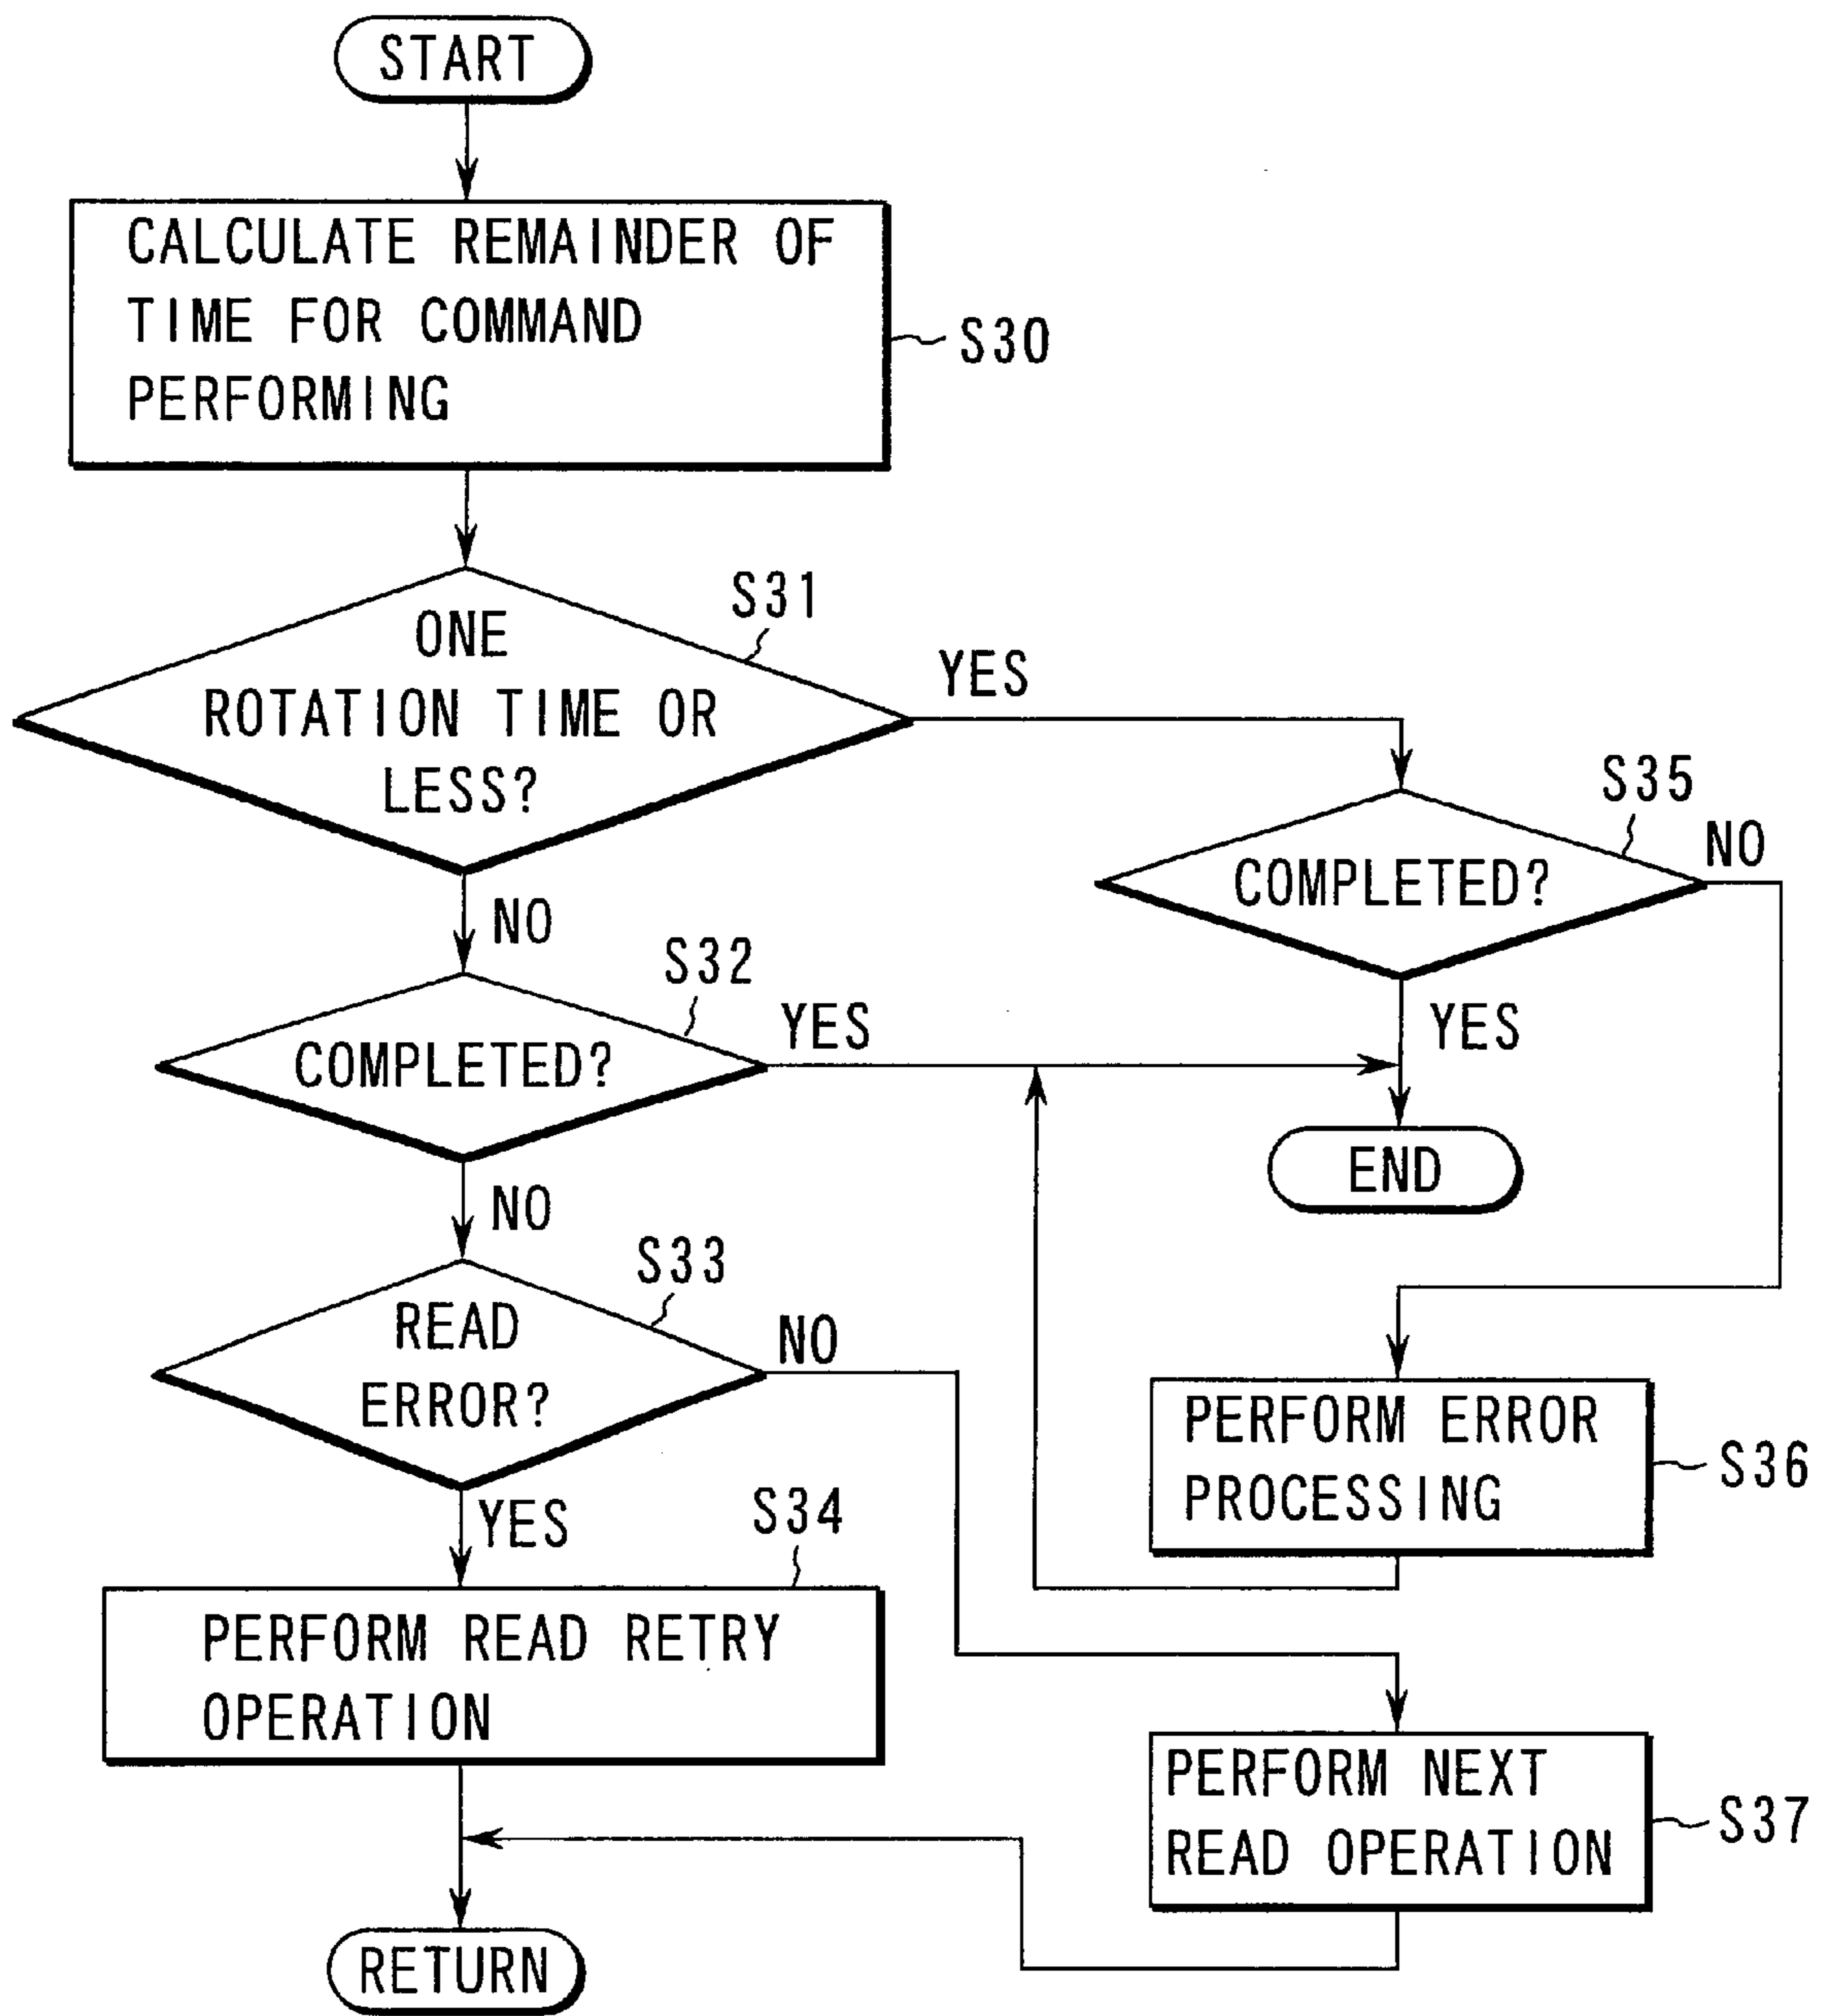 START
CALCULATE REMAINDER OF
TIME FOR COMMAND
PERFORMING
S30
S31
ONE
ROTATION TIME OR
LESS?
YES
NO
S35
COMPLETED?
NO
YES
S32
COMPLETED?
YES
NO
END
S33
READ
ERROR?
NO
YES
PERFORM ERROR
PROCESSING
S36
S34
PERFORM READ RETRY
OPERATION
PERFORM NEXT
READ OPERATION
S37
RETURN